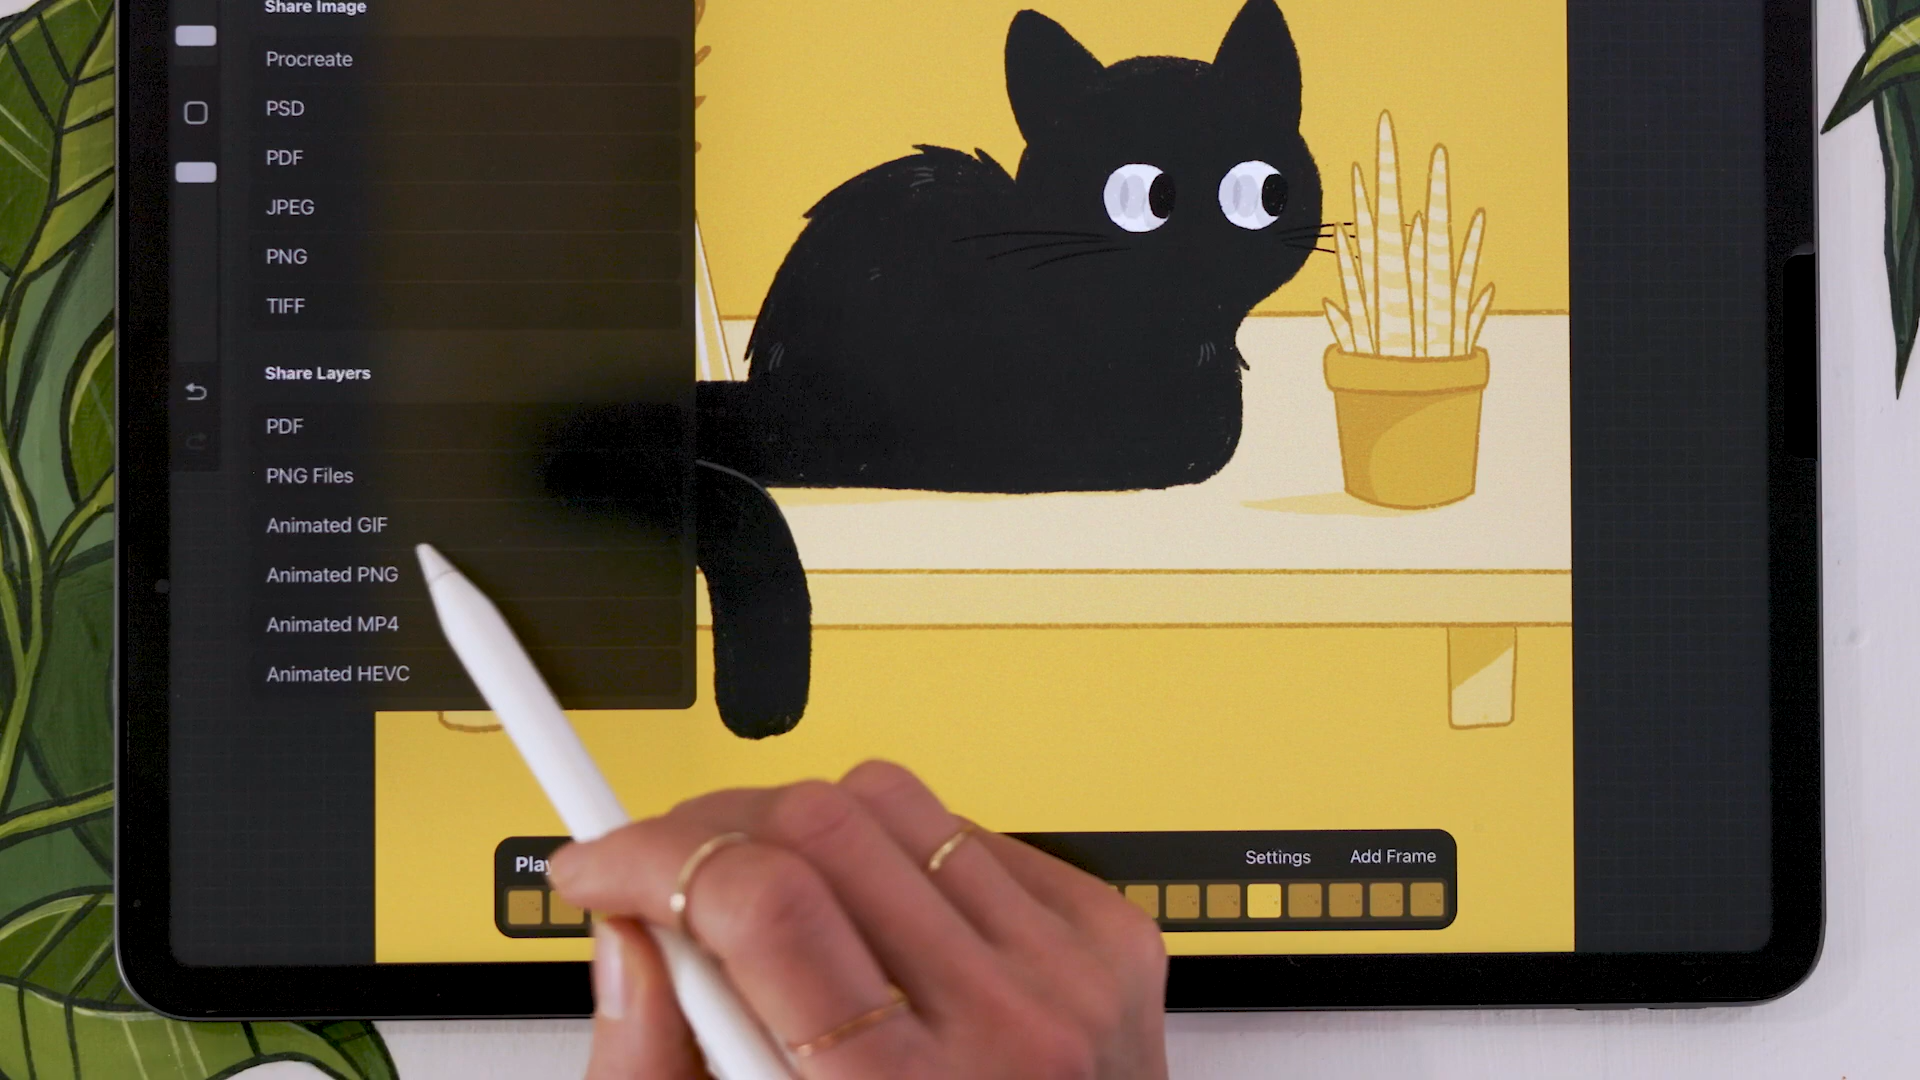 Share Image
Procreate
PSD
PDF
JPEG
PNG
TIFF
Share Layers
PDF
PNG Files
Animated GIF
Animated PNG
Animated MP4
Animated HEVC
Play
Settings
Add Frame